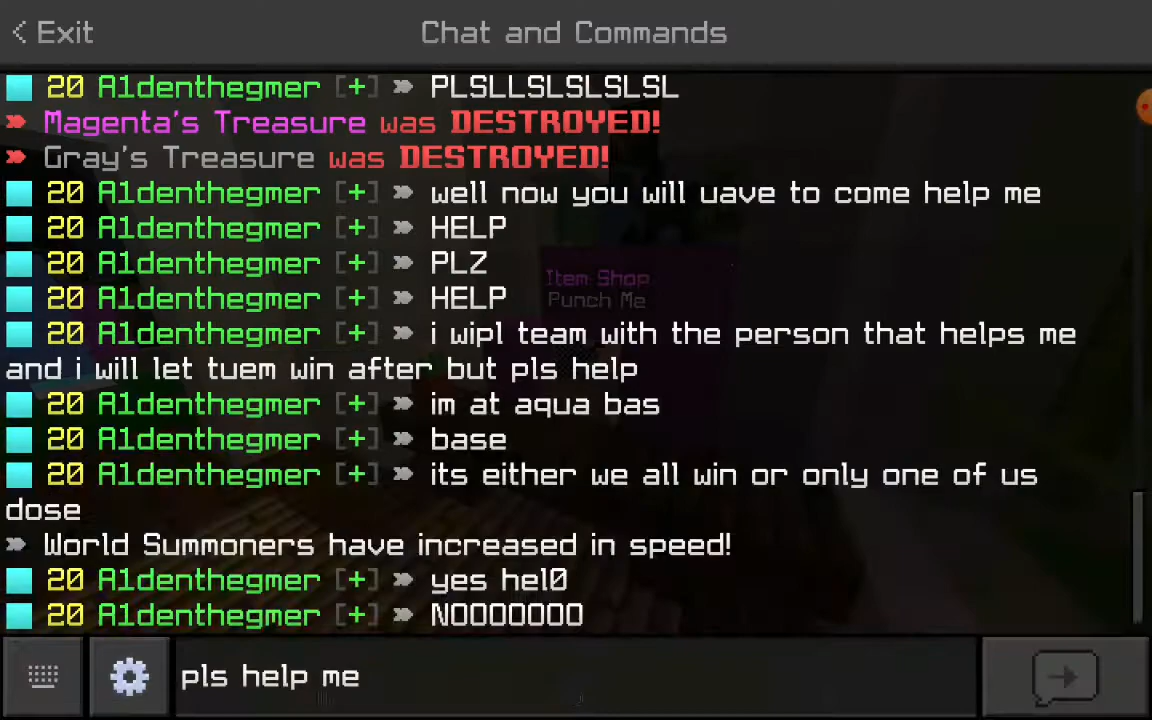 < Exit
Chat and Commands
20 A1denthegmer [+] » PLSLLSLSLSLSL
» Magenta's Treasure was DESTROYED!
» Gray's Treasure was DESTROYED!
20 A1denthegmer [+] » well now you will uave to come help me
20 A1denthegmer [+] » HELP
20 A1denthegmer [+] » PLZ
Item Shop
Punch Me
20 A1denthegmer [+] » HELP
20 A1denthegmer [+] » i wipl team with the person that helps me
and i will let tuem win after but pls help
20 A1denthegmer [+] » im at aqua bas
20 A1denthegmer [+] » base
20 A1denthegmer [+] » its either we all win or only one of us
dose
» World Summoners have increased in speed!
20 A1denthegmer [+] » yes hel0
20 A1denthegmer [+] » NOOOOOOO
pls help me